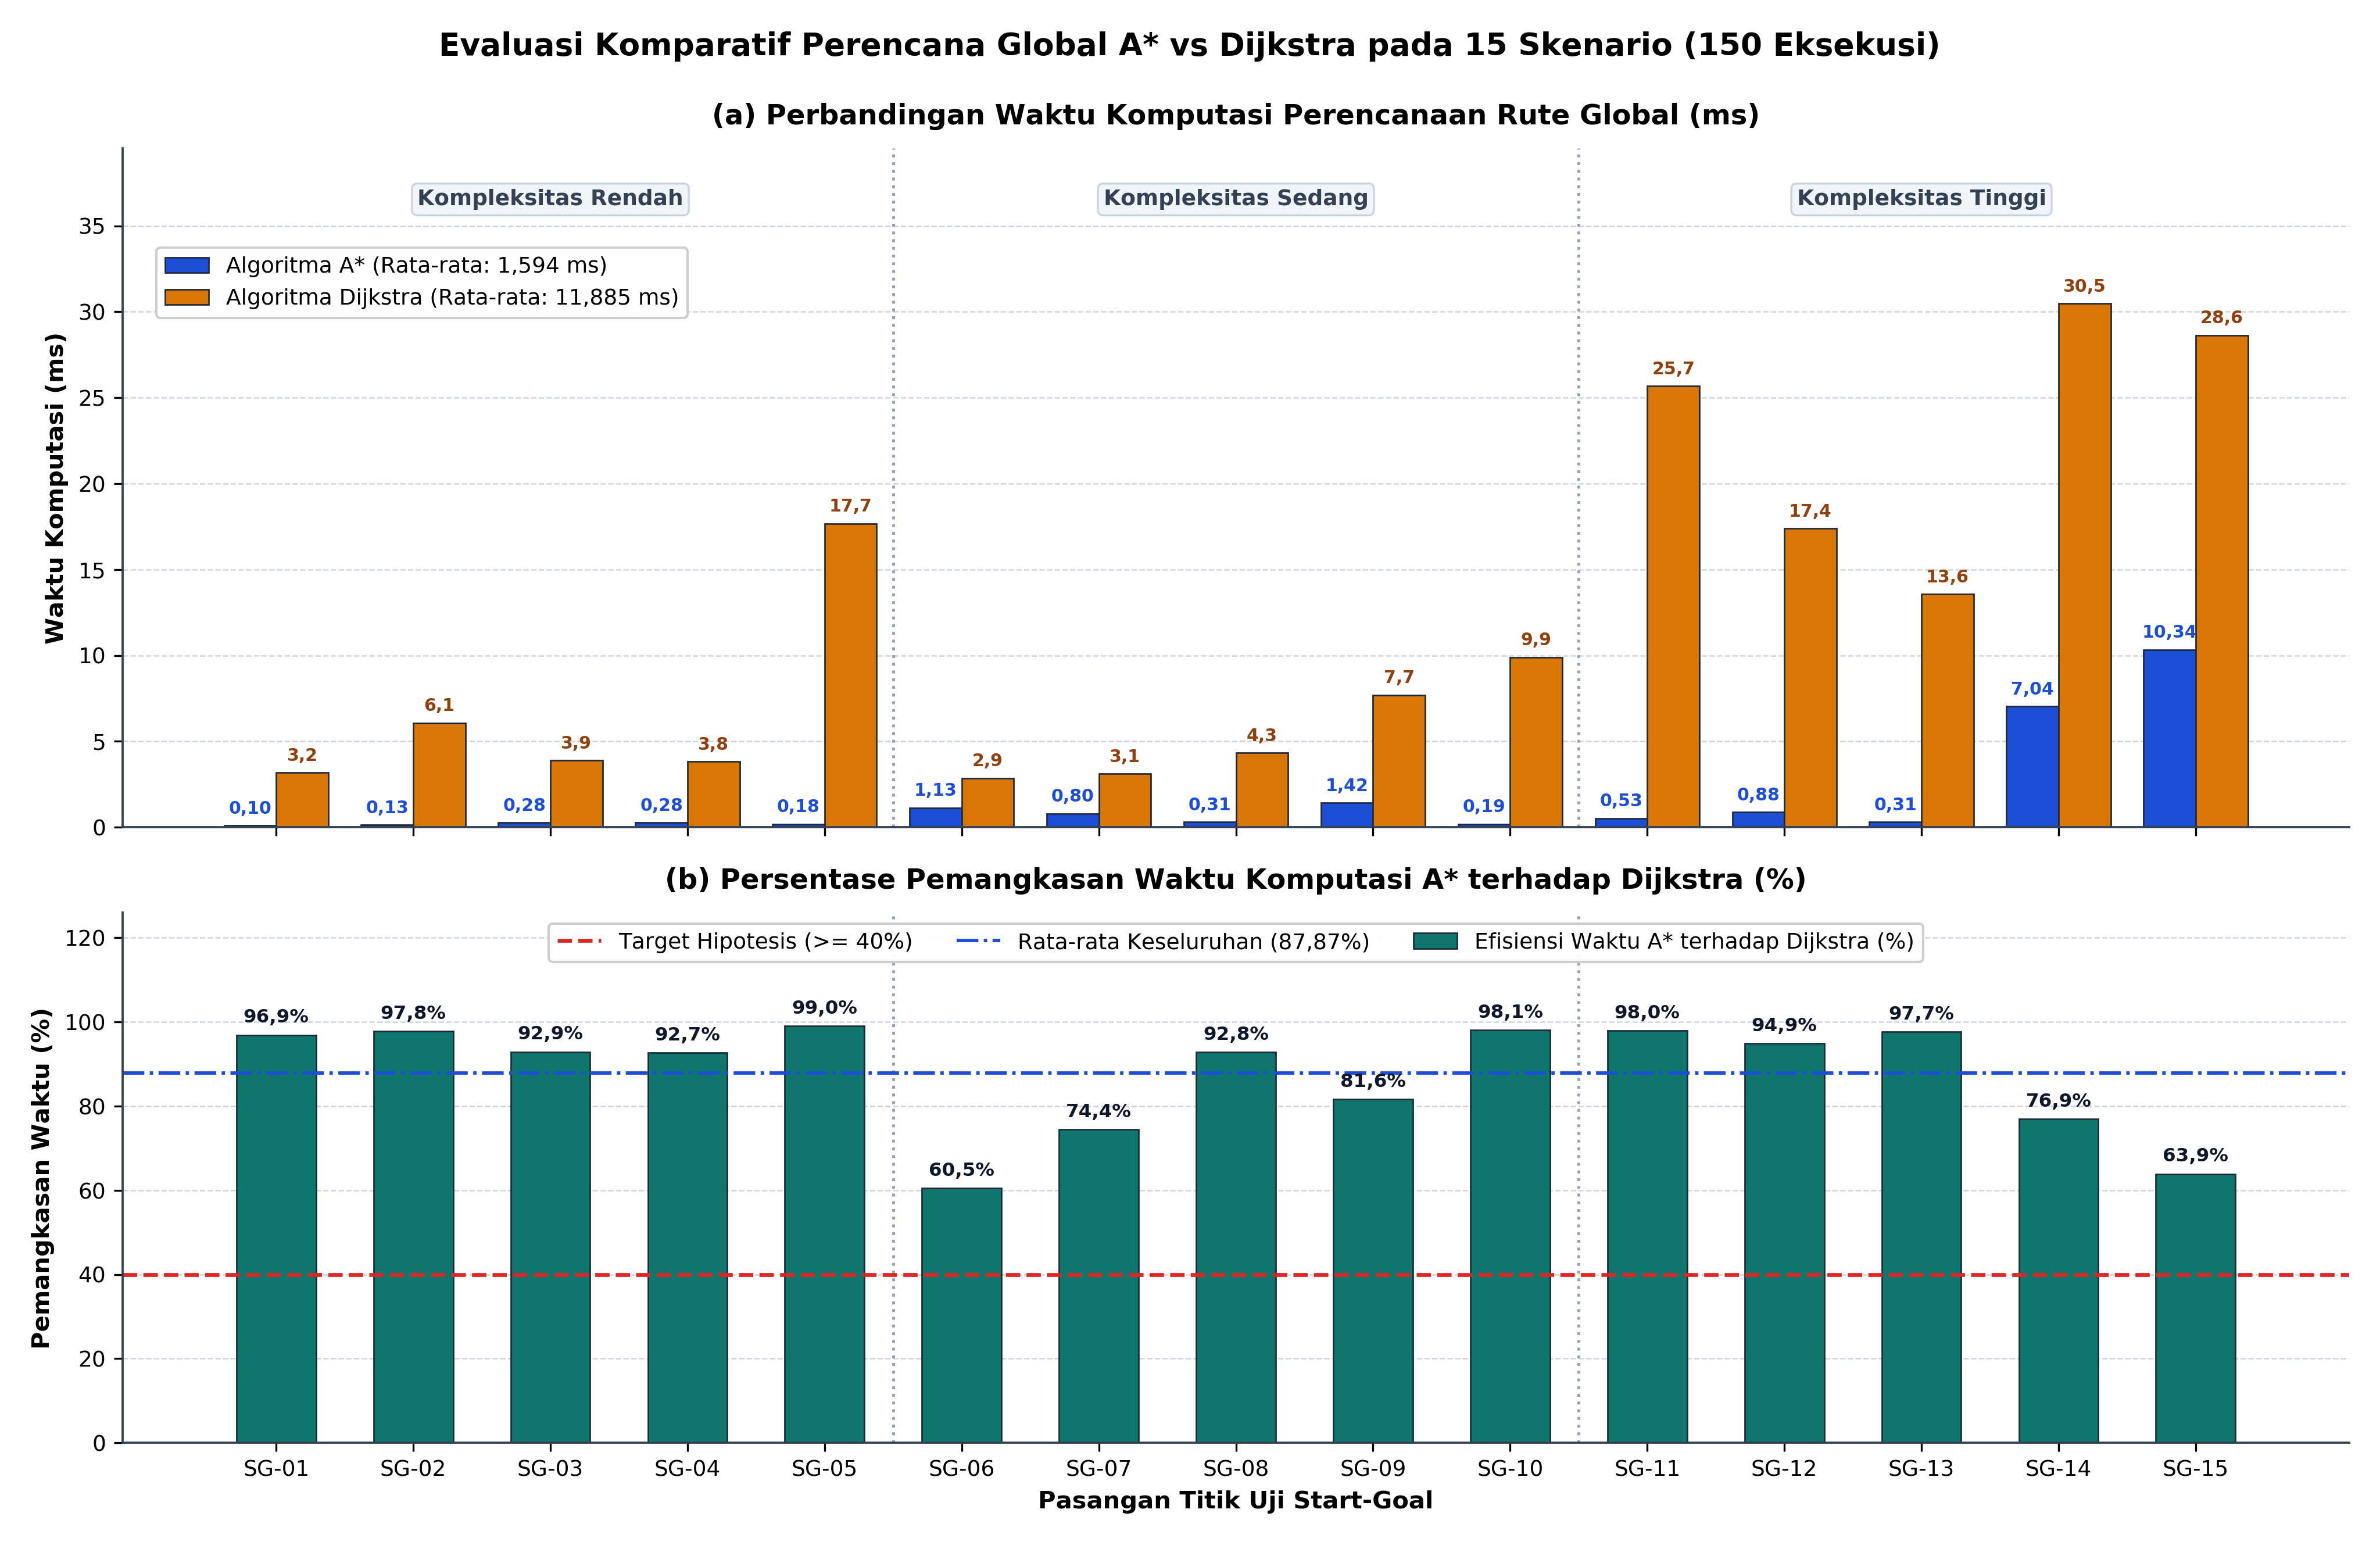 Evaluasi Komparatif Perencana Global A* vs Dijkstra pada 15 Skenario (150 Eksekusi)
(a) Perbandingan Waktu Komputasi Perencanaan Rute Global (ms)
Kompleksitas Rendah
Kompleksitas Sedang
Kompleksitas Tinggi
Algoritma A* (Rata-rata: 1,594 ms)
Algoritma Dijkstra (Rata-rata: 11,885 ms)
Waktu Komputasi (ms)
35
30
25
20
15
10
5
0
0,10
3,2
0,13
6,1
0,28
3,9
0,28
3,8
0,18
17,7
1,13
2,9
0,80
3,1
0,31
4,3
1,42
7,7
0,19
9,9
0,53
25,7
0,88
17,4
0,31
13,6
7,04
30,5
10,34
28,6
(b) Persentase Pemangkasan Waktu Komputasi A* terhadap Dijkstra (%)
Target Hipotesis (>= 40%)
Rata-rata Keseluruhan (87,87%)
Efisiensi Waktu A* terhadap Dijkstra (%)
Pemangkasan Waktu (%)
120
100
80
60
40
20
0
96,9%
97,8%
92,9%
92,7%
99,0%
60,5%
74,4%
92,8%
81,6%
98,1%
98,0%
94,9%
97,7%
76,9%
63,9%
SG-01
SG-02
SG-03
SG-04
SG-05
SG-06
SG-07
SG-08
SG-09
SG-10
SG-11
SG-12
SG-13
SG-14
SG-15
Pasangan Titik Uji Start-Goal